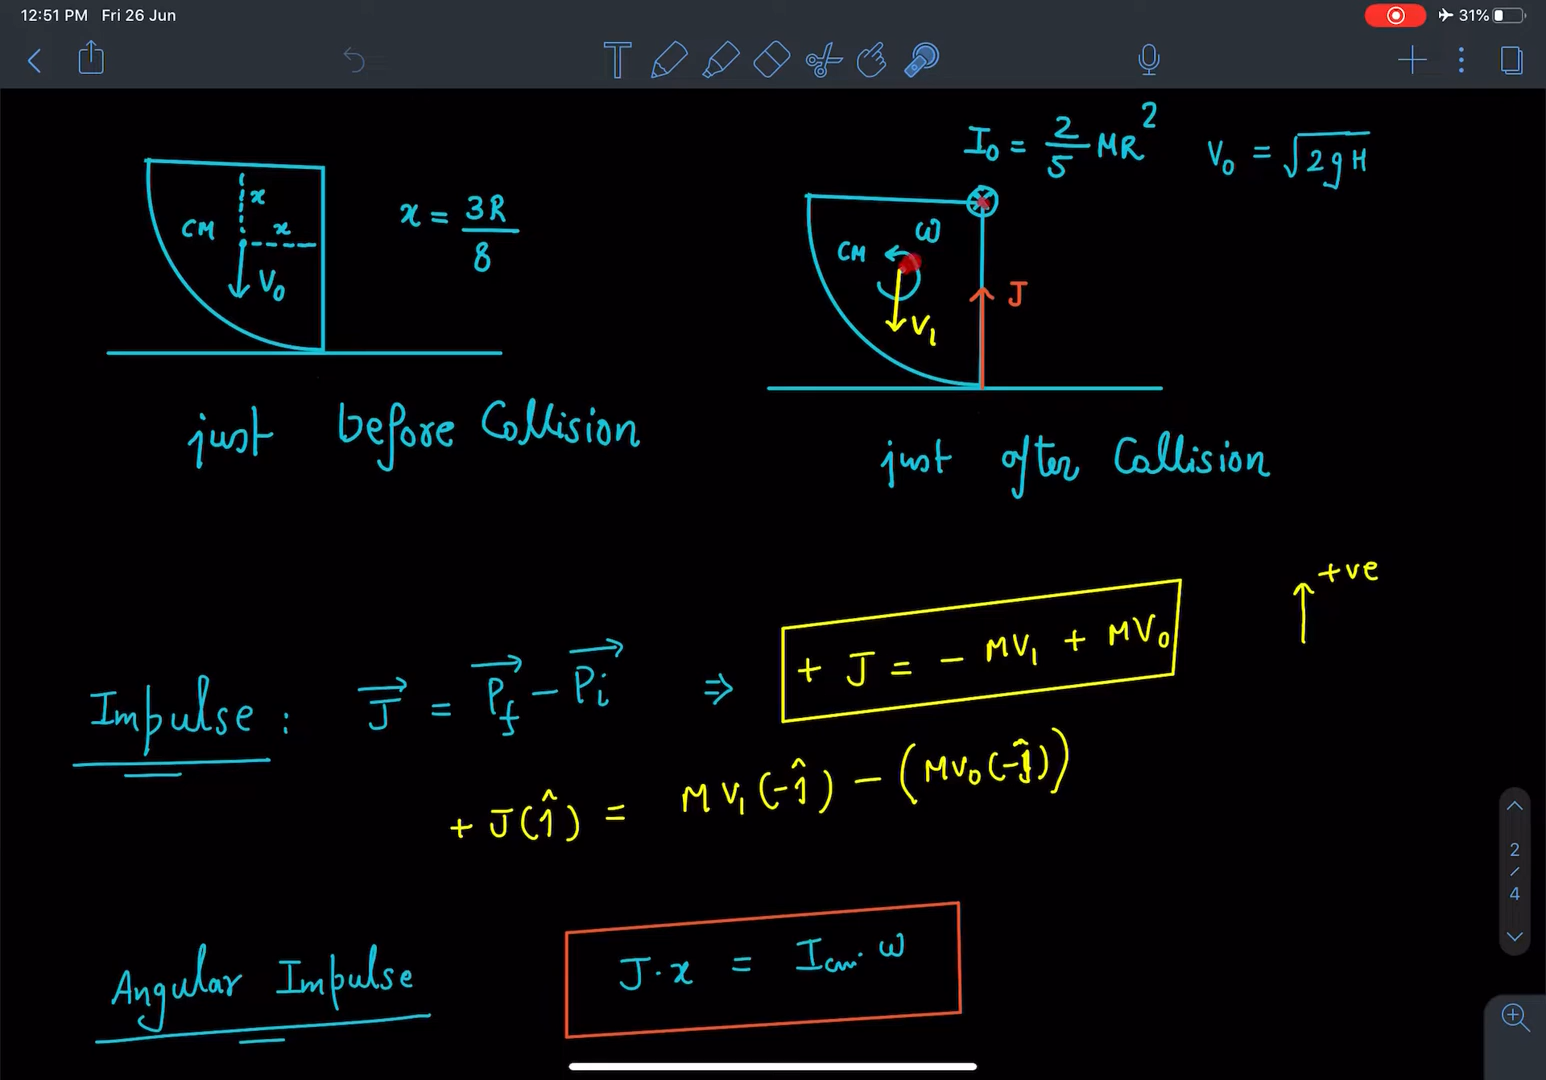 12:51 PM Fri 26 Jun
31%
I₀ = 2/5 MR²
V₀ = √2gH
x
CM
x
V₀
x = 3R/8
ω
CM
J
V₁
just before Collision
just after Collision
+ve
Impulse : J⃗ = P⃗f – P⃗i ⇒ + J = – MV₁ + MV₀
+ J(ĵ) = MV₁(-ĵ) – (MV₀(-ĵ))
Angular Impulse
J·x = Icm· ω
2/4